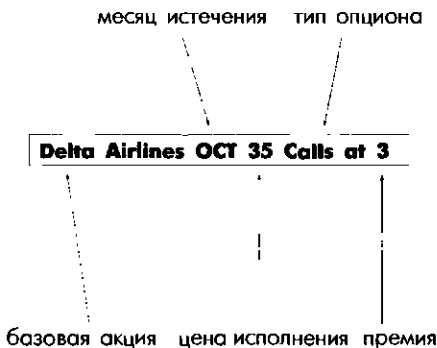 месяц истечения тип опциона
Delta Airlines OCT 35 Calls at 3
базовая акция цена исполнения премия